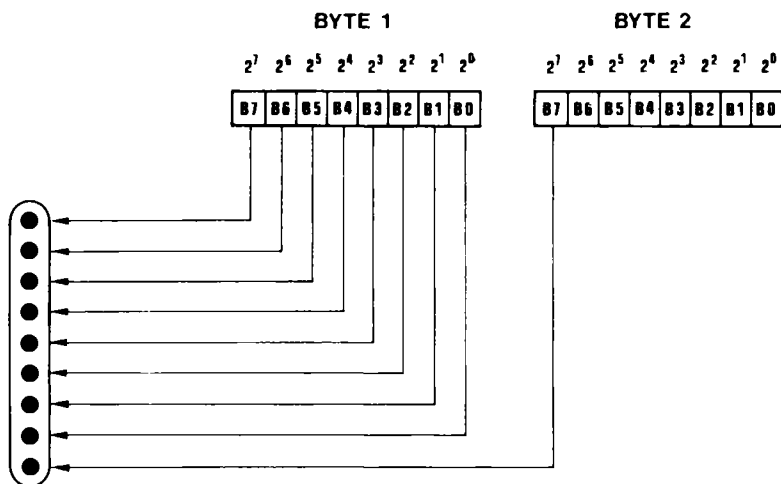 BYTE 1 BYTE 2
2⁷ 2⁶ 2⁵ 2⁴ 2³ 2² 2¹ 2⁰ 2⁷ 2⁶ 2⁵ 2⁴ 2³ 2² 2¹ 2⁰
B7 B6 B5 B4 B3 B2 B1 B0 B7 B6 B5 B4 B3 B2 B1 B0